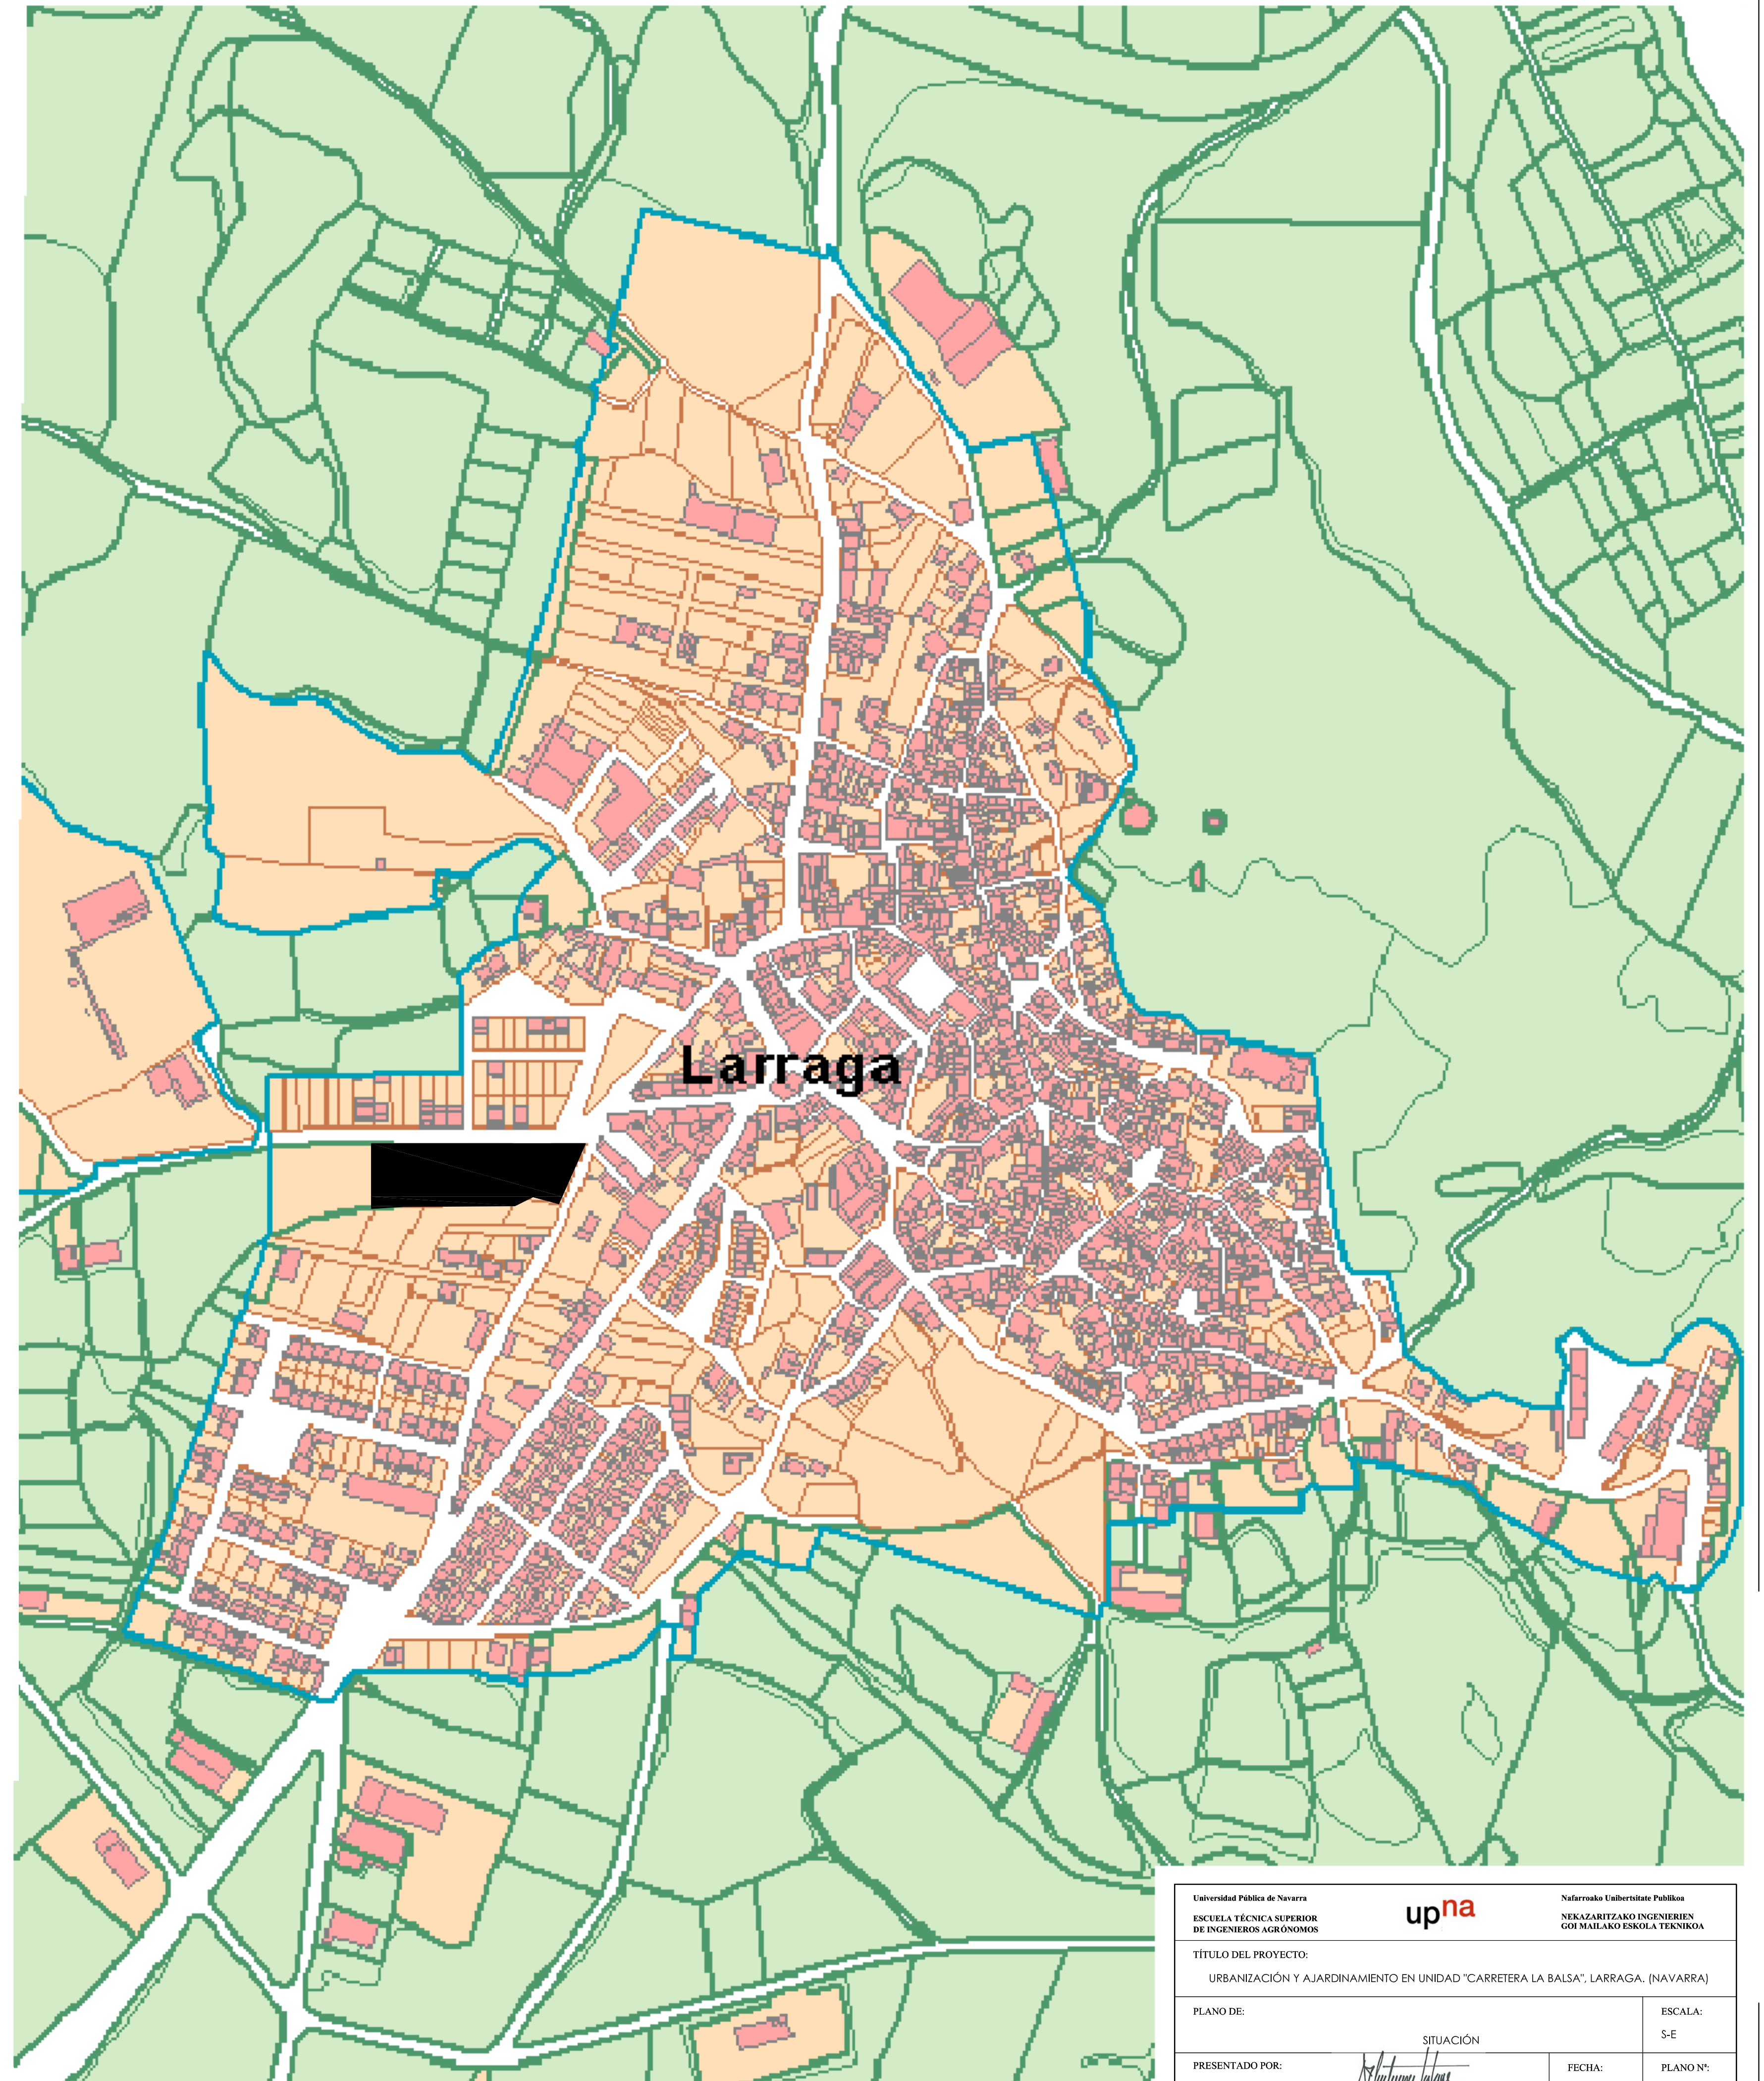 Larraga
Universidad Pública de Navarra
ESCUELA TÉCNICA SUPERIOR
DE INGENIEROS AGRÓNOMOS
upna
Nafarroako Unibertsitate Publikoa
NEKAZARITZAKO INGENIERIEN
GOI MAILAKO ESKOLA TEKNIKOA
TÍTULO DEL PROYECTO:
URBANIZACIÓN Y AJARDINAMIENTO EN UNIDAD "CARRETERA LA BALSA", LARRAGA. (NAVARRA)
PLANO DE:
SITUACIÓN
ESCALA:
S-E
PRESENTADO POR:
FECHA:
PLANO Nº: